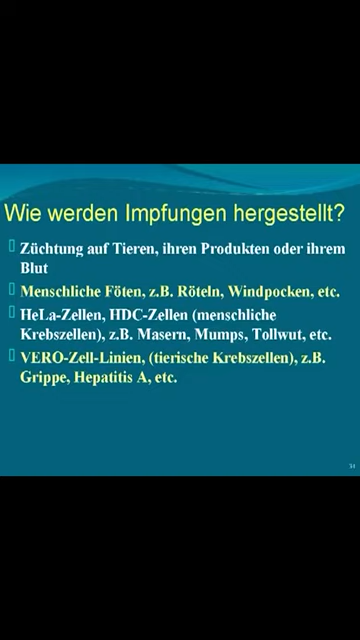 Wie werden Impfungen hergestellt?
Züchtung auf Tieren, ihren Produkten oder ihrem
Blut
Menschliche Föten, z.B. Röteln, Windpocken, etc.
HeLa-Zellen, HDC-Zellen (menschliche
Krebszellen), z.B. Masern, Mumps, Tollwut, etc.
VERO-Zell-Linien, (tierische Krebszellen), z.B.
Grippe, Hepatitis A, etc.